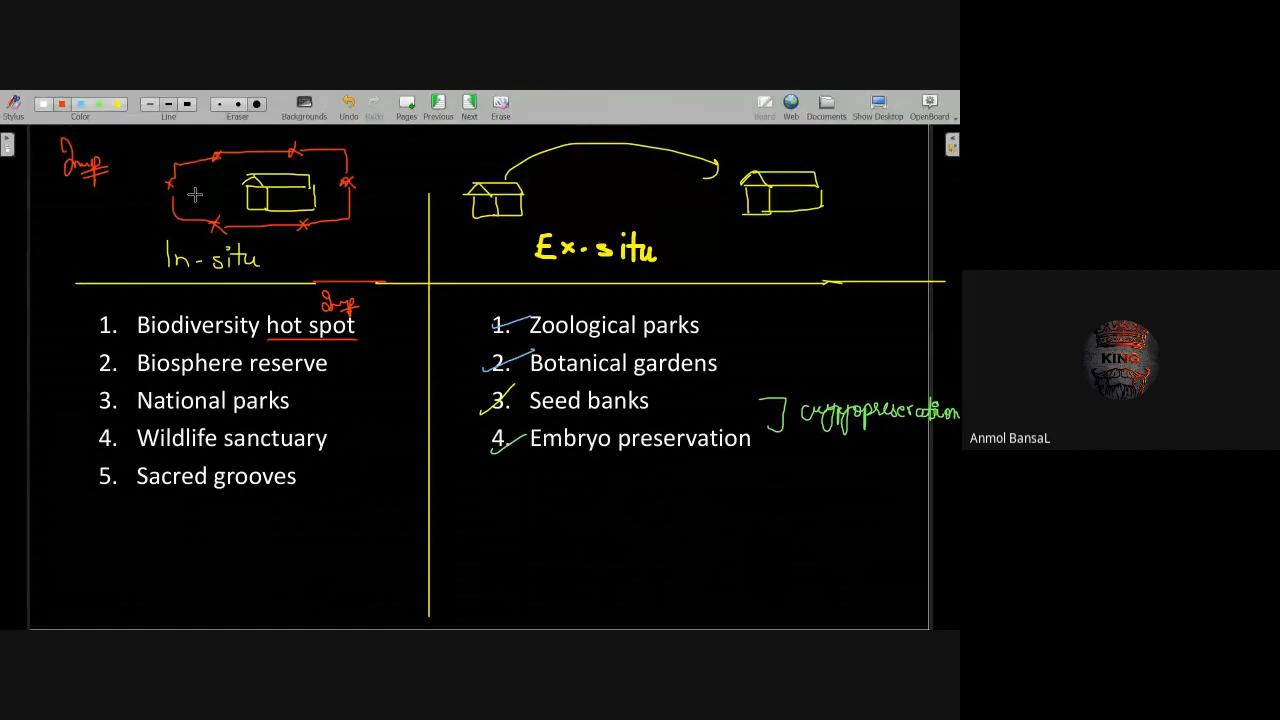 Stylus
Color
Line
Eraser
Backgrounds
Undo
Redo
Pages
Previous
Next
Erase
Board
Web
Documents
Show Desktop
OpenBoard
Imp
In-situ
Ex-situ
Imp
1. Biodiversity hot spot
2. Biosphere reserve
3. National parks
4. Wildlife sanctuary
5. Sacred grooves
1. Zoological parks
2. Botanical gardens
3. Seed banks
4. Embryo preservation
KING
Anmol BansaL